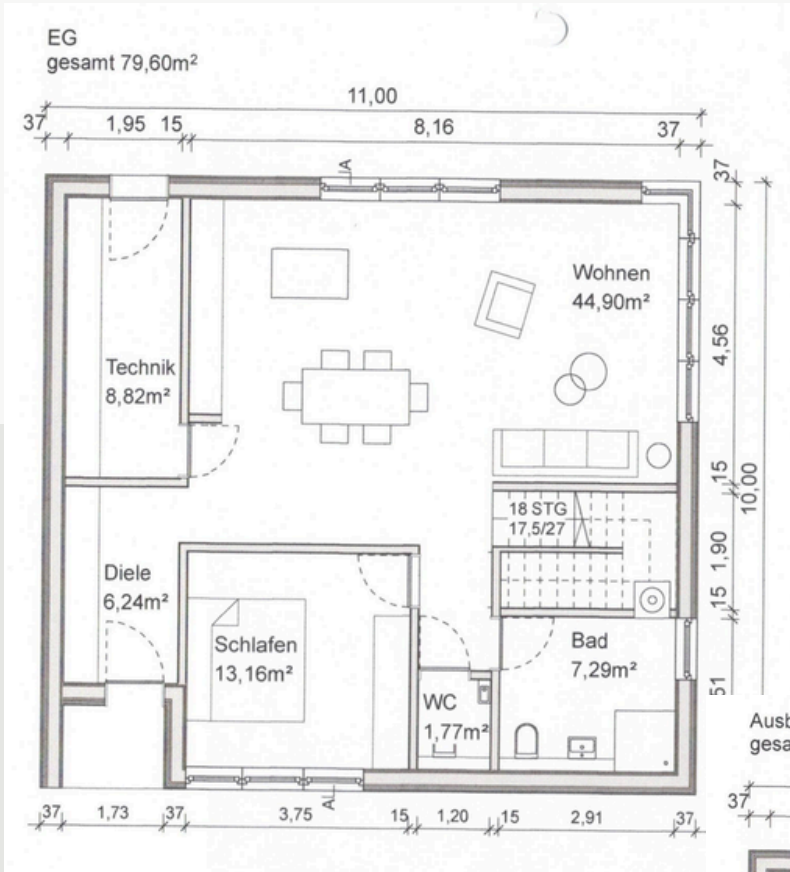 EG
gesamt 79,60m²
11,00
37 1,95 15 8,16 37
37
Wohnen
44,90m²
Technik
8,82m²
4,56
15
10,00
18 STG
17,5/27
1,90
15
Diele
6,24m²
Schlafen
13,16m²
Bad
7,29m²
WC
1,77m²
51
Ausb
gesa
37
37 1,73 37 3,75 15 1,20 15 2,91 37